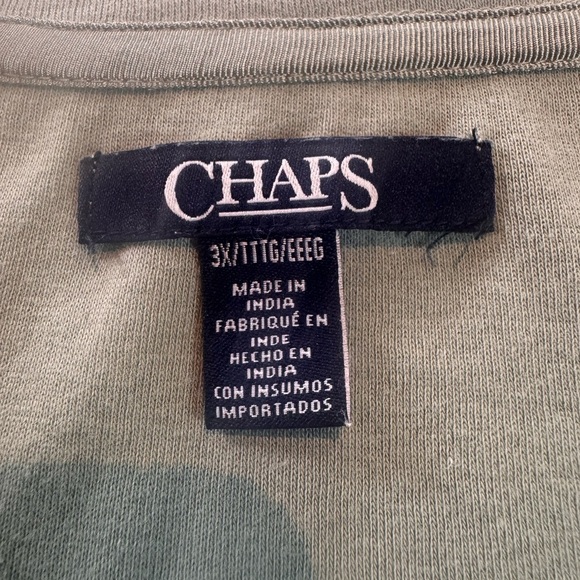 CHAPS
3X/TTTG/EEEG
MADE IN
INDIA
FABRIQUÉ EN
INDE
HECHO EN
INDIA
CON INSUMOS
IMPORTADOS